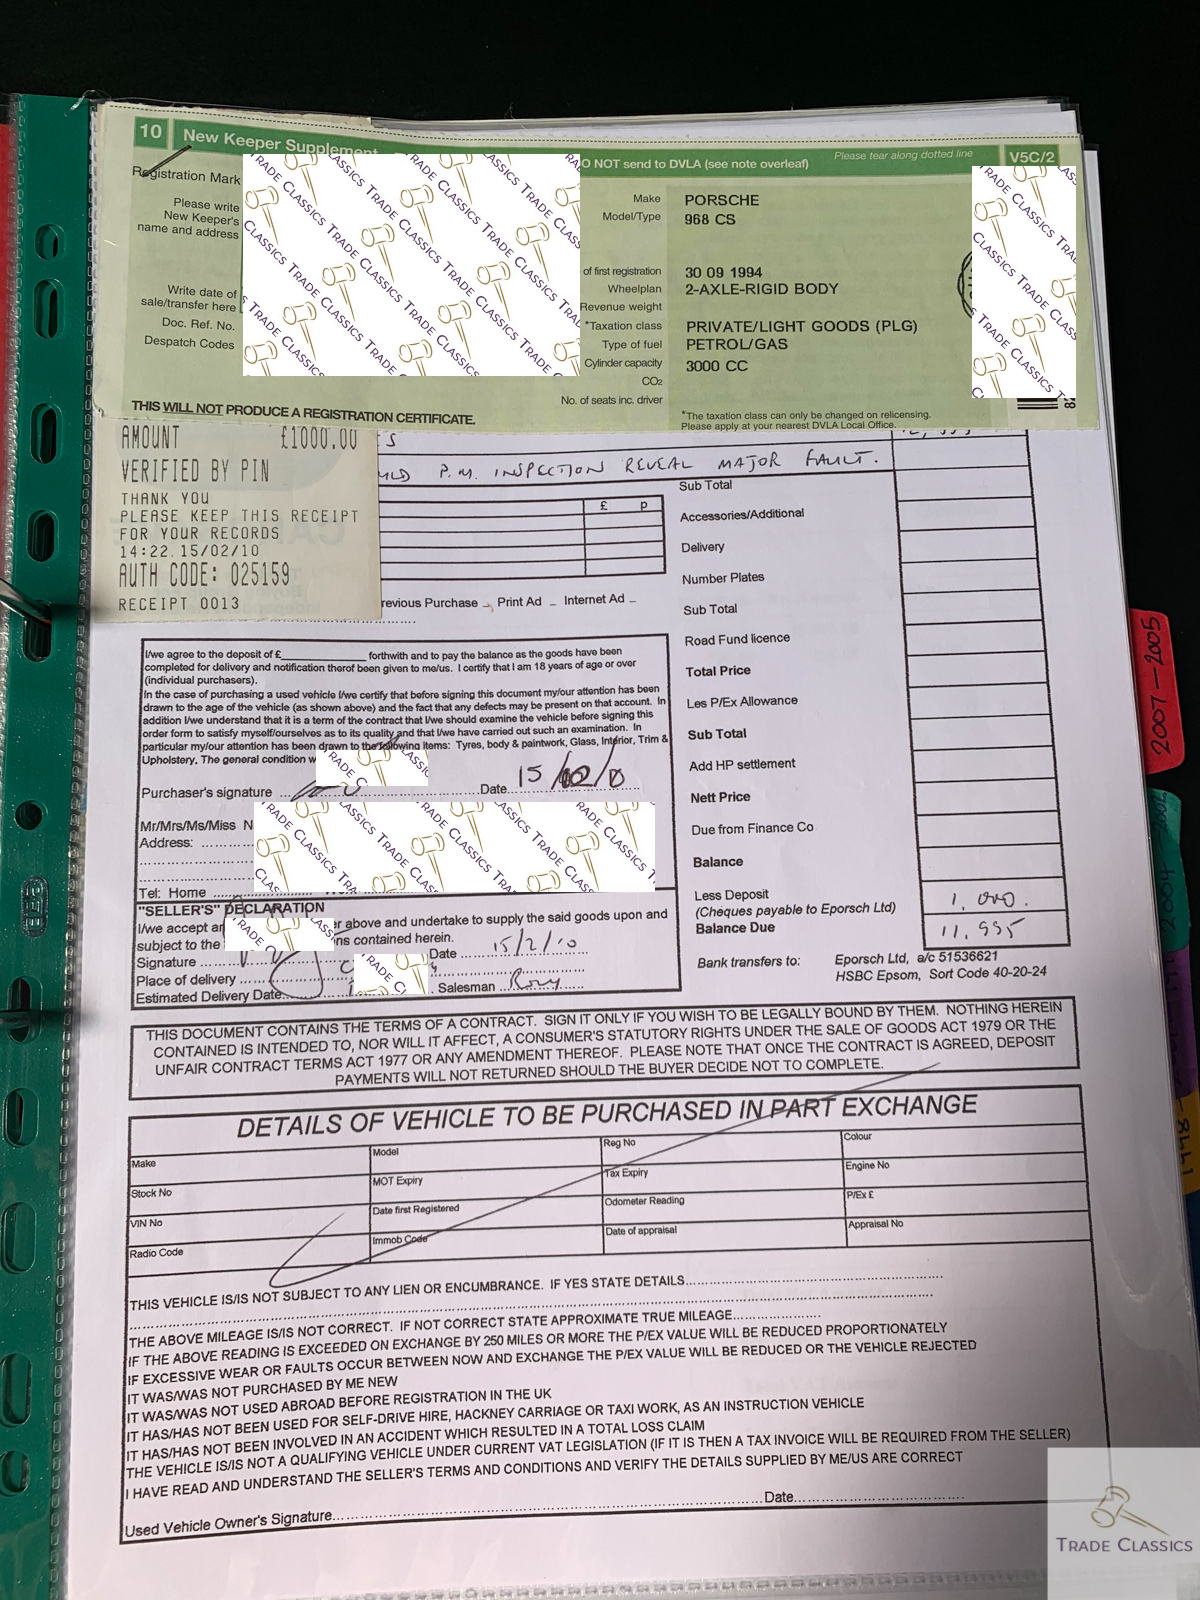 10 New Keeper Supplement DO NOT send to DVLA (see note overleaf) Please tear along dotted line V5C/2
Registration Mark
Please write
New Keeper's
name and address
Write date of
sale/transfer here
Doc. Ref. No.
Despatch Codes
THIS WILL NOT PRODUCE A REGISTRATION CERTIFICATE.
Make PORSCHE
Model/Type 968 CS
of first registration 30 09 1994
Wheelplan 2-AXLE-RIGID BODY
Revenue weight
*Taxation class PRIVATE/LIGHT GOODS (PLG)
Type of fuel PETROL/GAS
Cylinder capacity 3000 CC
CO2
No. of seats inc. driver
*The taxation class can only be changed on relicensing.
Please apply at your nearest DVLA Local Office.
AMOUNT £1000.00
VERIFIED BY PIN
THANK YOU
PLEASE KEEP THIS RECEIPT
FOR YOUR RECORDS
14:22 15/02/10
AUTH CODE: 025159
RECEIPT 0013
P.M. INSPECTION REVEAL MAJOR FAULT.
£ p
revious Purchase Print Ad Internet Ad
Sub Total
Accessories/Additional
Delivery
Number Plates
Sub Total
Road Fund licence
Total Price
Les P/Ex Allowance
Sub Total
Add HP settlement
Nett Price
Due from Finance Co
Balance
Less Deposit 1,000.
(Cheques payable to Eporsch Ltd)
Balance Due 11,995
Bank transfers to: Eporsch Ltd, a/c 51536621
HSBC Epsom, Sort Code 40-20-24
I/we agree to the deposit of £ forthwith and to pay the balance as the goods have been
completed for delivery and notification therof been given to me/us. I certify that I am 18 years of age or over
(individual purchasers).
In the case of purchasing a used vehicle I/we certify that before signing this document my/our attention has been
drawn to the age of the vehicle (as shown above) and the fact that any defects may be present on that account. In
addition I/we understand that it is a term of the contract that I/we should examine the vehicle before signing this
order form to satisfy myself/ourselves as to its quality and that I/we have carried out such an examination. In
particular my/our attention has been drawn to the following items: Tyres, body & paintwork, Glass, Interior, Trim &
Upholstery. The general condition w
Purchaser's signature Date 15/02/10
Mr/Mrs/Ms/Miss N
Address:
Tel: Home
"SELLER'S" DECLARATION
I/we accept ar r above and undertake to supply the said goods upon and
subject to the ns contained herein.
Signature Date 15/2/10
Place of delivery
Estimated Delivery Date Salesman Rory
THIS DOCUMENT CONTAINS THE TERMS OF A CONTRACT. SIGN IT ONLY IF YOU WISH TO BE LEGALLY BOUND BY THEM. NOTHING HEREIN
CONTAINED IS INTENDED TO, NOR WILL IT AFFECT, A CONSUMER'S STATUTORY RIGHTS UNDER THE SALE OF GOODS ACT 1979 OR THE
UNFAIR CONTRACT TERMS ACT 1977 OR ANY AMENDMENT THEREOF. PLEASE NOTE THAT ONCE THE CONTRACT IS AGREED, DEPOSIT
PAYMENTS WILL NOT RETURNED SHOULD THE BUYER DECIDE NOT TO COMPLETE.
DETAILS OF VEHICLE TO BE PURCHASED IN PART EXCHANGE
Make Model Reg No Colour
Stock No MOT Expiry Tax Expiry Engine No
VIN No Date first Registered Odometer Reading P/Ex £
Radio Code Immob Code Date of appraisal Appraisal No
THIS VEHICLE IS/IS NOT SUBJECT TO ANY LIEN OR ENCUMBRANCE. IF YES STATE DETAILS
THE ABOVE MILEAGE IS/IS NOT CORRECT. IF NOT CORRECT STATE APPROXIMATE TRUE MILEAGE
IF THE ABOVE READING IS EXCEEDED ON EXCHANGE BY 250 MILES OR MORE THE P/EX VALUE WILL BE REDUCED PROPORTIONATELY
IF EXCESSIVE WEAR OR FAULTS OCCUR BETWEEN NOW AND EXCHANGE THE P/EX VALUE WILL BE REDUCED OR THE VEHICLE REJECTED
IT WAS/WAS NOT PURCHASED BY ME NEW
IT WAS/WAS NOT USED ABROAD BEFORE REGISTRATION IN THE UK
IT HAS/HAS NOT BEEN USED FOR SELF-DRIVE HIRE, HACKNEY CARRIAGE OR TAXI WORK, AS AN INSTRUCTION VEHICLE
IT HAS/HAS NOT BEEN INVOLVED IN AN ACCIDENT WHICH RESULTED IN A TOTAL LOSS CLAIM
THE VEHICLE IS/IS NOT A QUALIFYING VEHICLE UNDER CURRENT VAT LEGISLATION (IF IT IS THEN A TAX INVOICE WILL BE REQUIRED FROM THE SELLER)
I HAVE READ AND UNDERSTAND THE SELLER'S TERMS AND CONDITIONS AND VERIFY THE DETAILS SUPPLIED BY ME/US ARE CORRECT
Used Vehicle Owner's Signature Date
2007-2005
TRADE CLASSICS